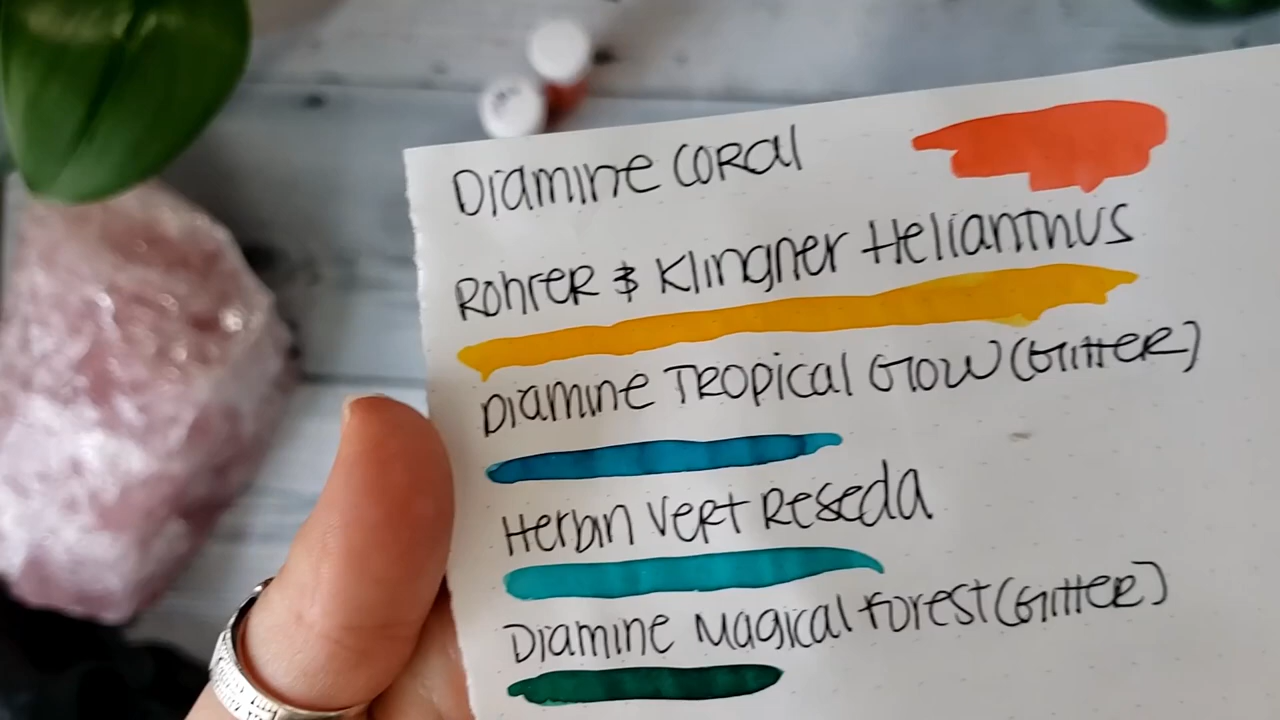 Diamine Coral
Rohrer & Klingner Helianthus
Diamine Tropical Glow (Glitter)
Herbin Vert Reseda
Diamine Magical Forest (Glitter)